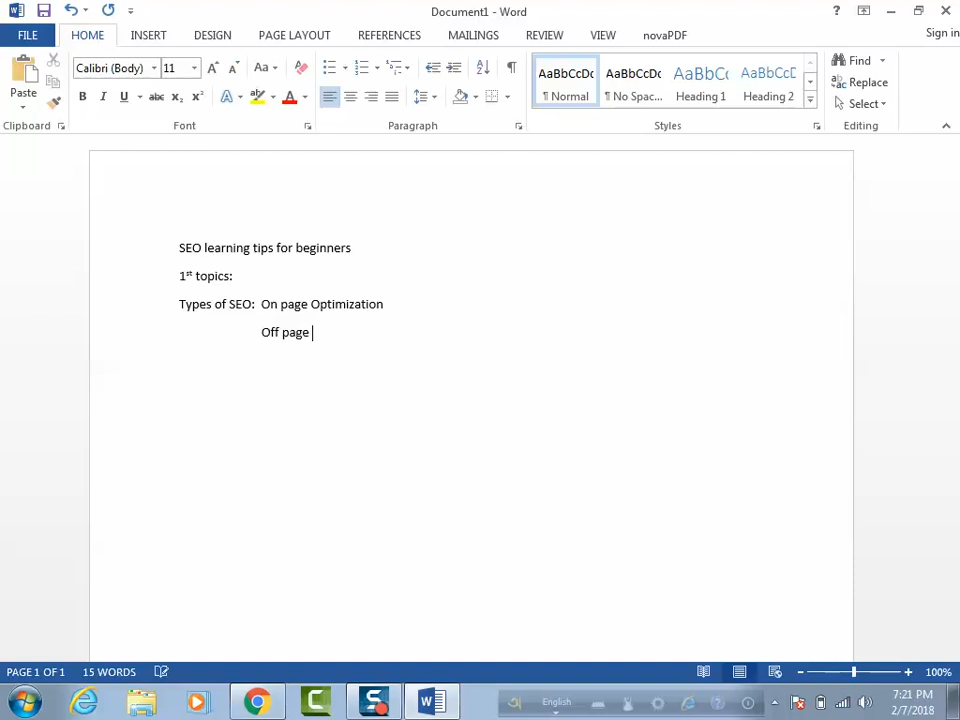 Document1 - Word
Sign in
FILE HOME INSERT DESIGN PAGE LAYOUT REFERENCES MAILINGS REVIEW VIEW novaPDF
Calibri (Body) 11
Paste
AaBbCcDc AaBbCcDc AaBbCc AaBbCcD
¶ Normal ¶ No Spac... Heading 1 Heading 2
Find
Replace
Select
Clipboard Font Paragraph Styles Editing
SEO learning tips for beginners
1st topics:
Types of SEO: On page Optimization
Off page
PAGE 1 OF 1 15 WORDS 100%
English
7:21 PM
2/7/2018